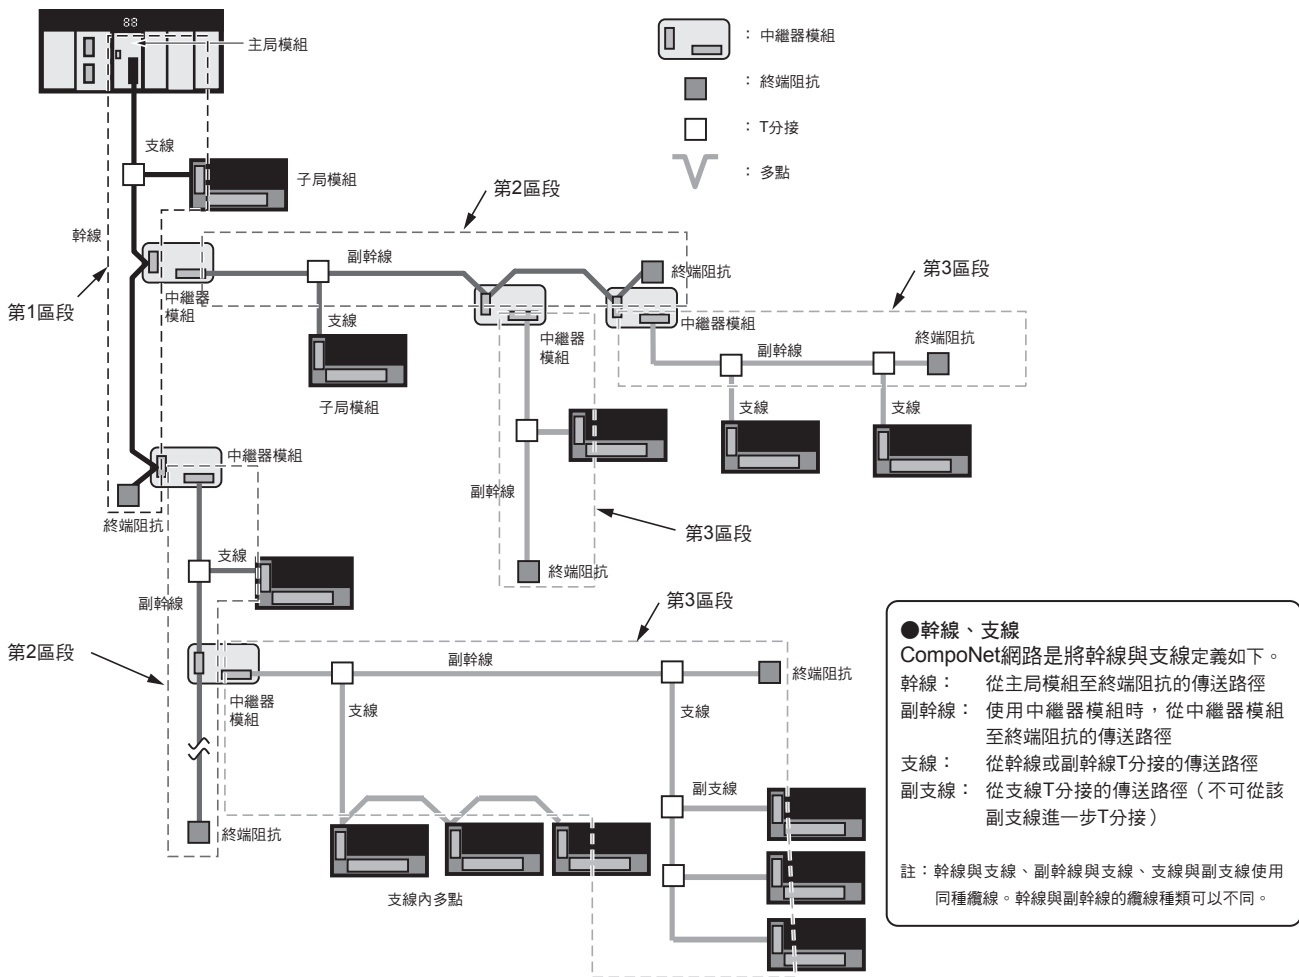 88
主局模組
：中繼器模組
：終端阻抗
：T分接
：多點
支線
子局模組
第2區段
幹線
副幹線
終端阻抗
第3區段
第1區段
中繼器
模組
支線
中繼器
模組
中繼器模組
副幹線
終端阻抗
子局模組
支線
支線
中繼器模組
副幹線
終端阻抗
第3區段
支線
終端阻抗
副幹線
第3區段
第2區段
副幹線
終端阻抗
中繼器
模組
支線
支線
副支線
終端阻抗
支線內多點
●幹線、支線
CompoNet網路是將幹線與支線定義如下。
幹線：從主局模組至終端阻抗的傳送路徑
副幹線：使用中繼器模組時，從中繼器模組
至終端阻抗的傳送路徑
支線：從幹線或副幹線T分接的傳送路徑
副支線：從支線T分接的傳送路徑（不可從該
副支線進一步T分接）
註：幹線與支線、副幹線與支線、支線與副支線使用
同種纜線。幹線與副幹線的纜線種類可以不同。